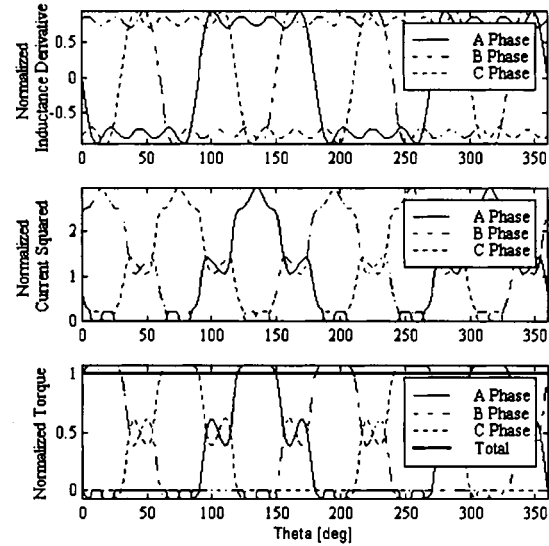 Normalized
Inductance Derivative
0.5
0
-0.5
A Phase
B Phase
C Phase
0 50 100 150 200 250 300 350
Normalized
Current Squared
2
1
0
A Phase
B Phase
C Phase
0 50 100 150 200 250 300 350
Normalized Torque
1
0.5
0
A Phase
B Phase
C Phase
Total
0 50 100 150 200 250 300 350
Theta [deg]